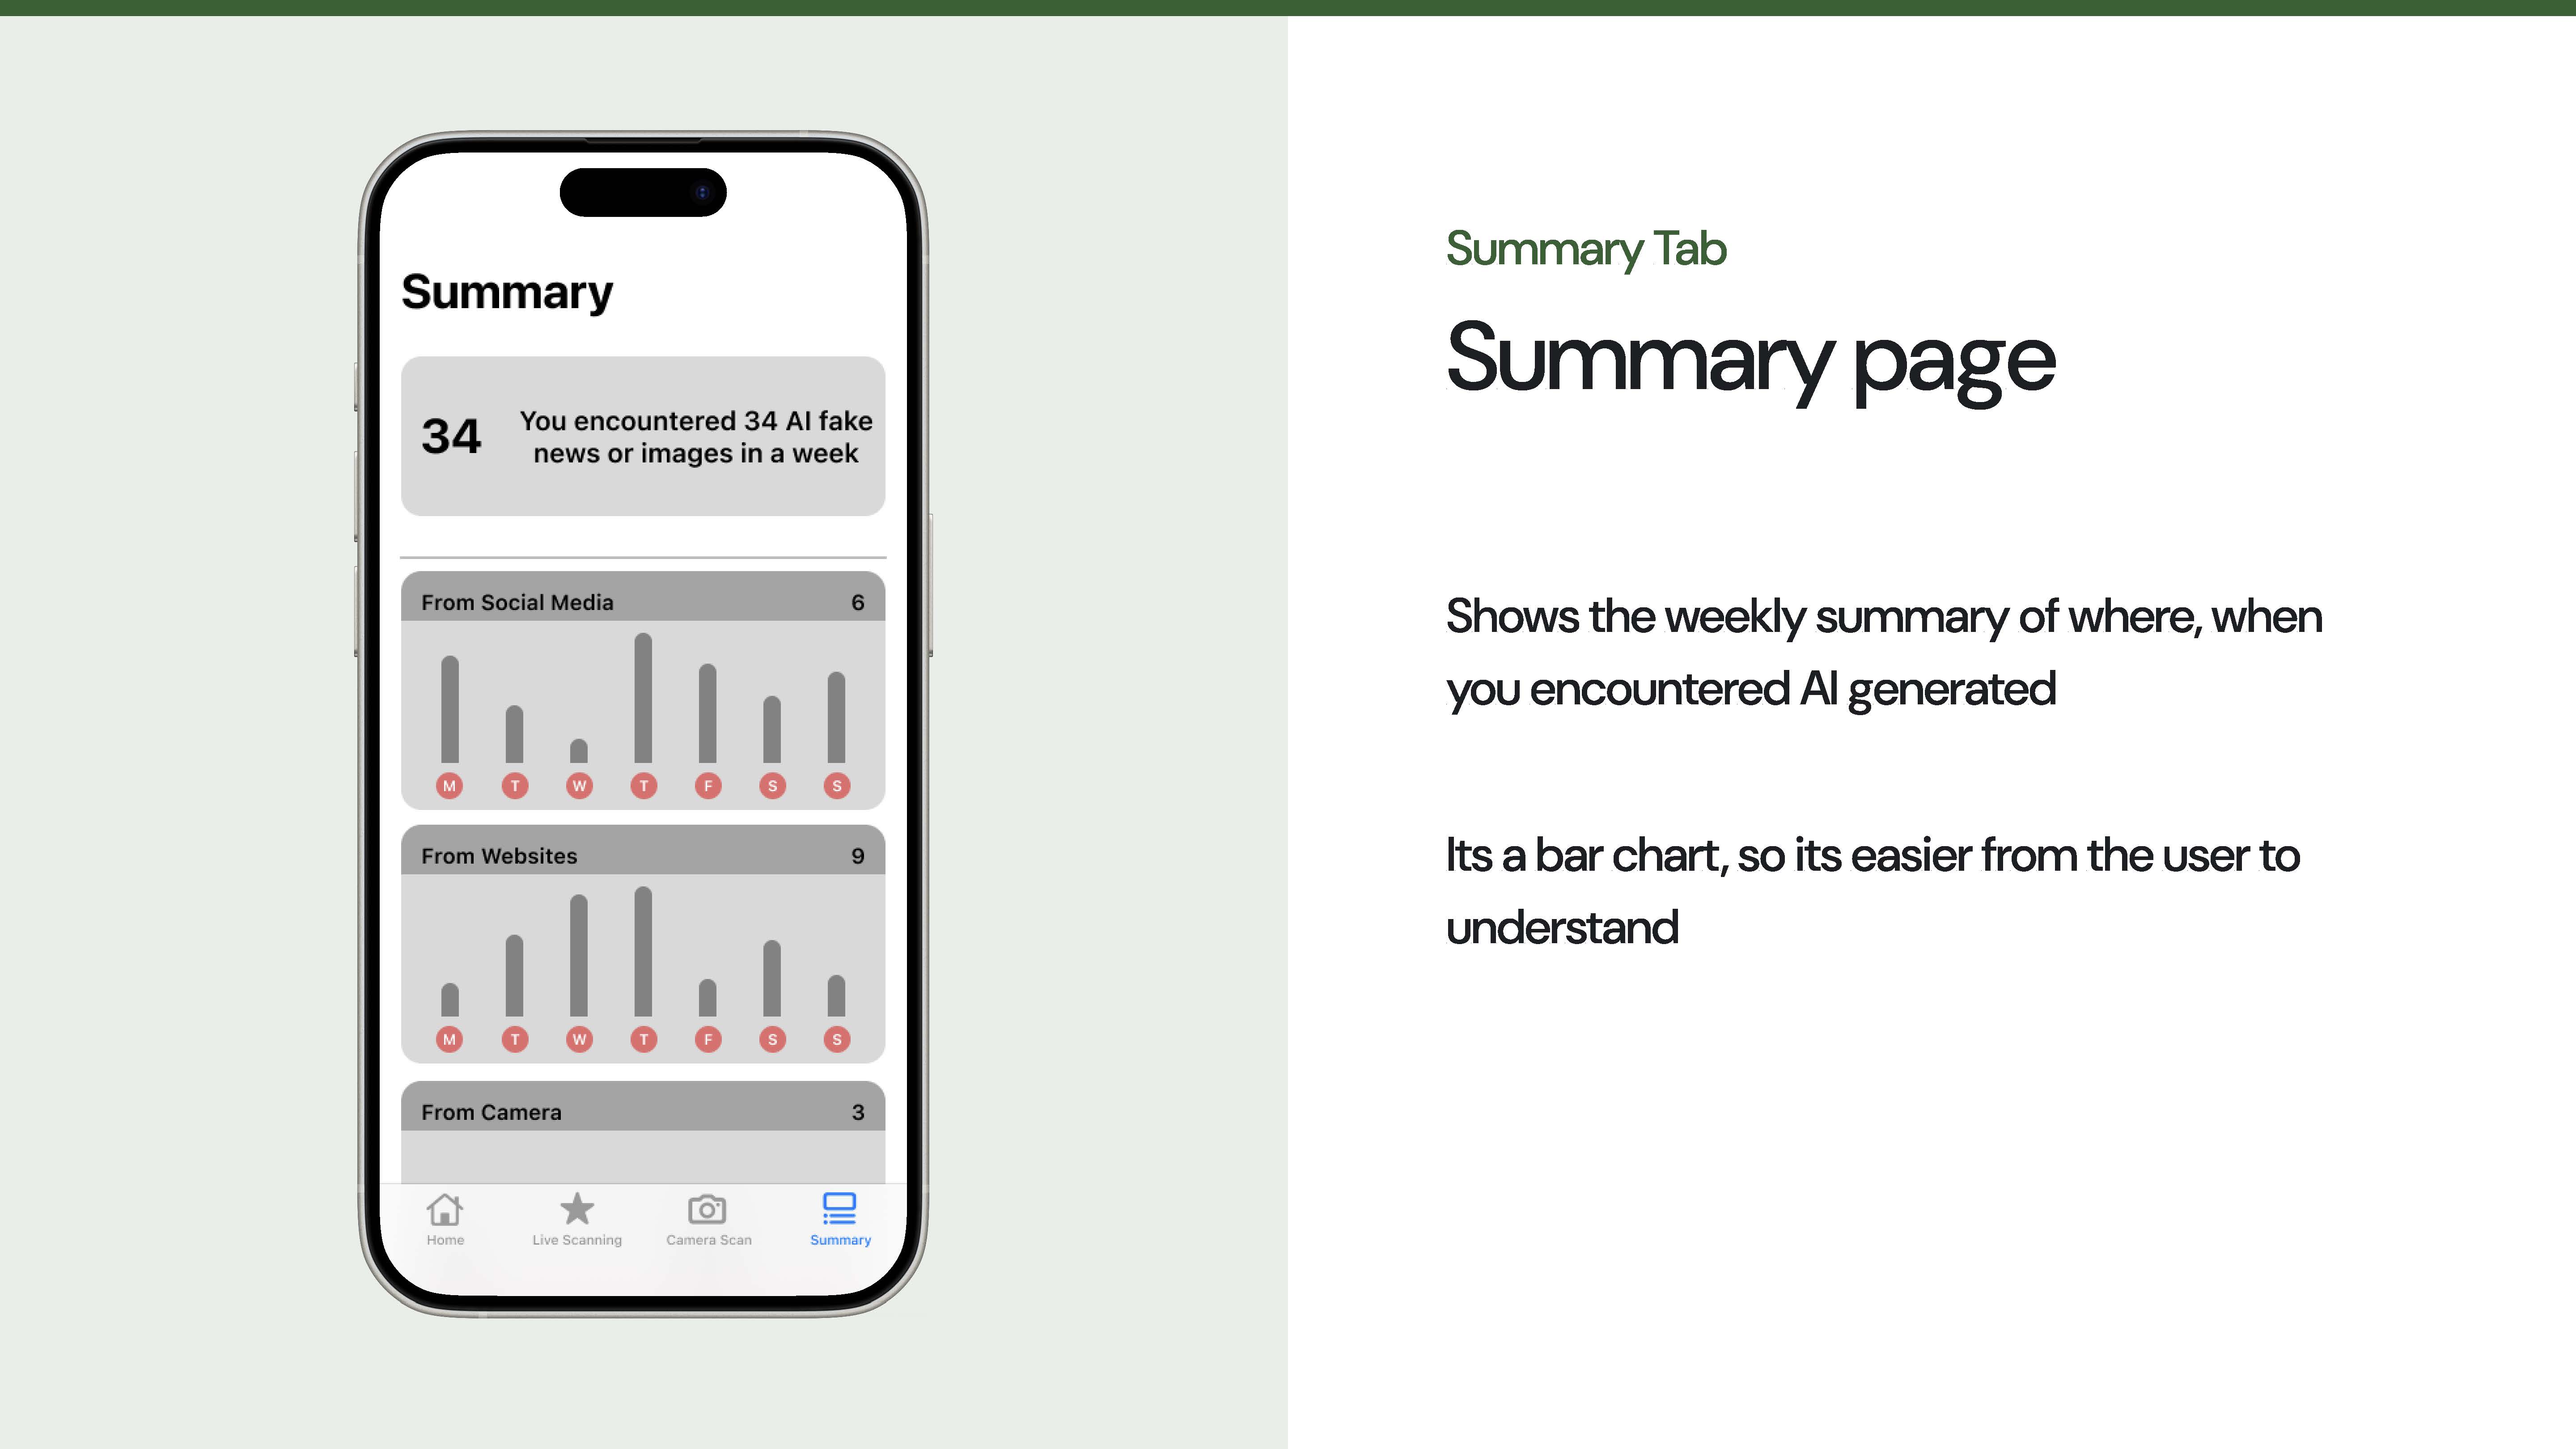 Summary
34
You encountered 34 AI fake
news or images in a week
From Social Media 6
M T W T F S S
From Websites 9
M T W T F S S
From Camera 3
Home Live Scanning Camera Scan Summary
Summary Tab
Summary page
Shows the weekly summary of where, when
you encountered AI generated
Its a bar chart, so its easier from the user to
understand